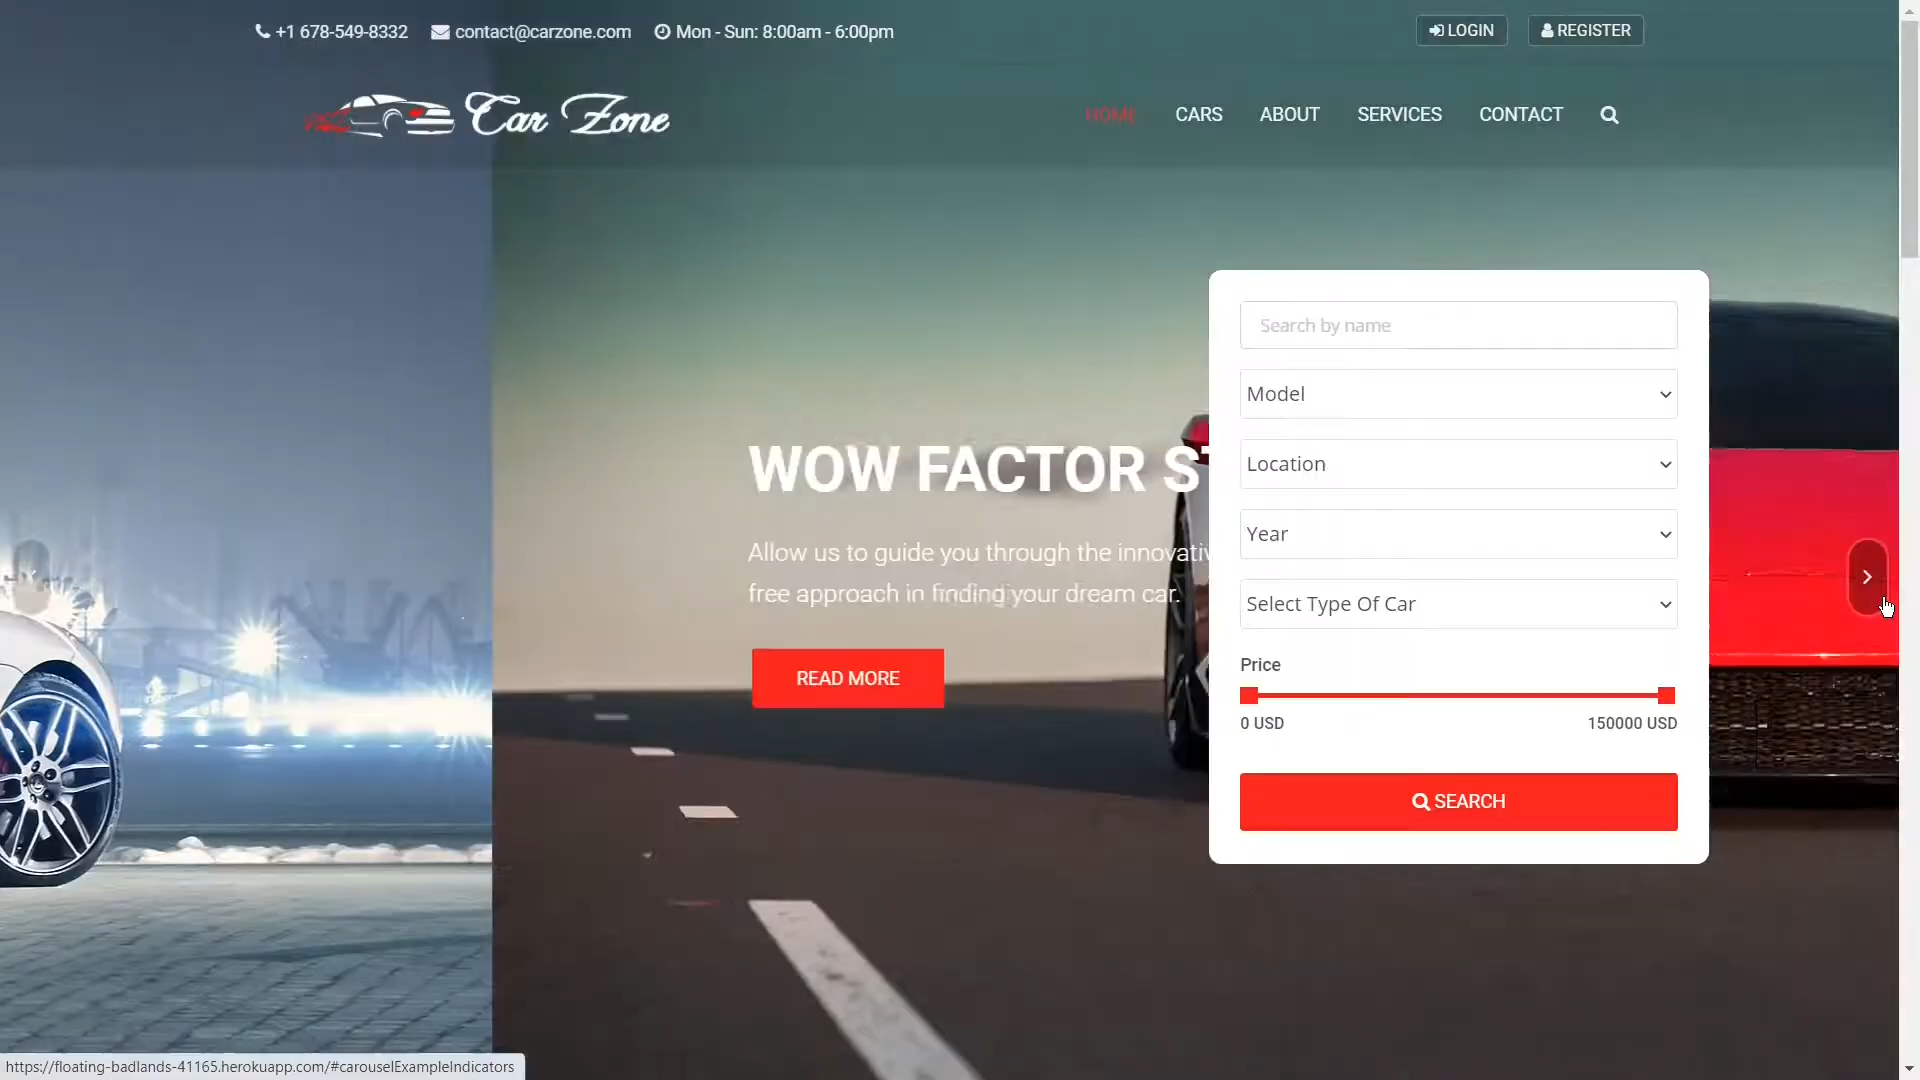 +1 678-549-8332 contact@carzone.com Mon - Sun: 8:00am - 6:00pm LOGIN REGISTER
Car Zone HOME CARS ABOUT SERVICES CONTACT
Search by name
Model
Location
WOW FACTOR
Year
Allow us to guide you through the
free approach in finding your dream car.
Select Type Of Car
READ MORE
Price
0 USD 150000 USD
SEARCH
https://floating-badlands-41165.herokuapp.com/#carouselExampleIndicators